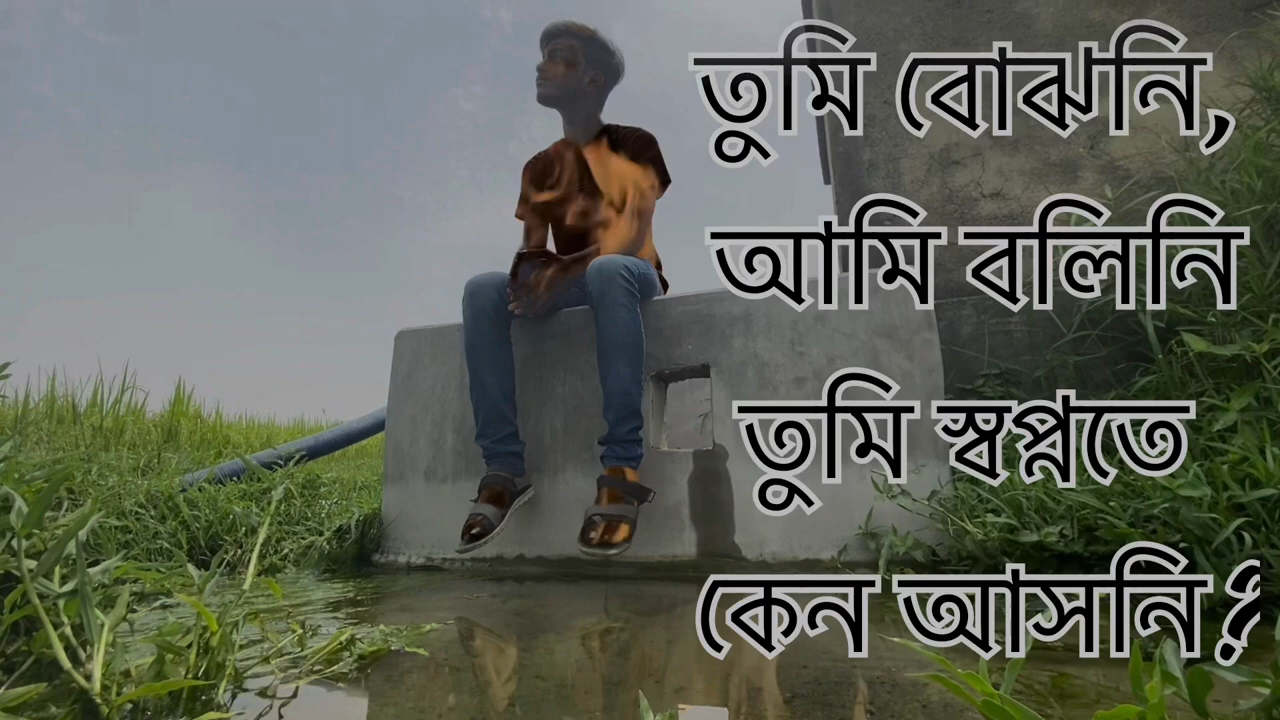 তুমি বোঝনি,
আমি বলিনি
তুমি স্বপ্নতে
কেন আসনি?